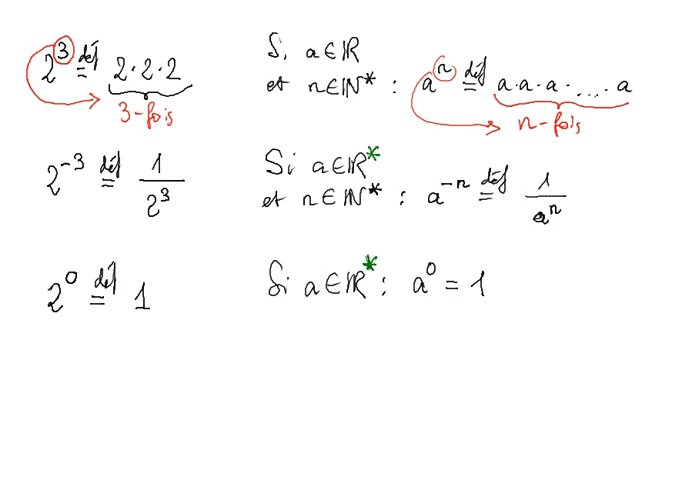 2³ =déf 2·2·2
3-fois
Si a∈ℝ
et n∈ℕ* : aⁿ =déf a·a·a·....·a
n-fois
2⁻³ =déf 1/2³
Si a∈ℝ*
et n∈ℕ* : a⁻ⁿ =déf 1/aⁿ
2⁰ =déf 1
Si a∈ℝ* : a⁰ = 1